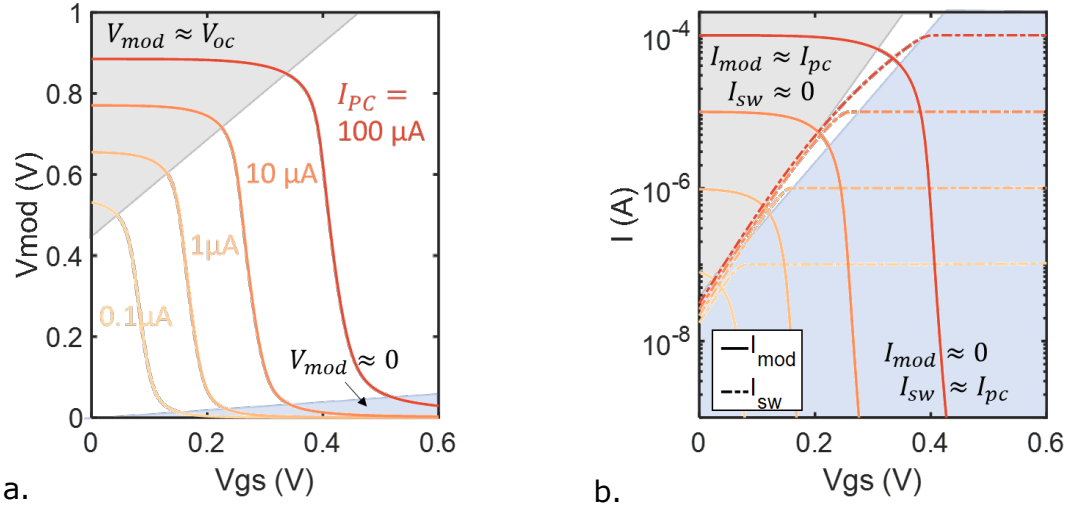 1
0.8
0.6
0.4
0.2
0
Vmod (V)
V_mod ≈ V_oc
I_PC =
100 µA
10 µA
1µA
0.1µA
V_mod ≈ 0
0
0.2
0.4
0.6
Vgs (V)
a.
10^-4
10^-6
10^-8
I (A)
I_mod ≈ I_pc
I_sw ≈ 0
I_mod
I_sw
I_mod ≈ 0
I_sw ≈ I_pc
0
0.2
0.4
0.6
Vgs (V)
b.